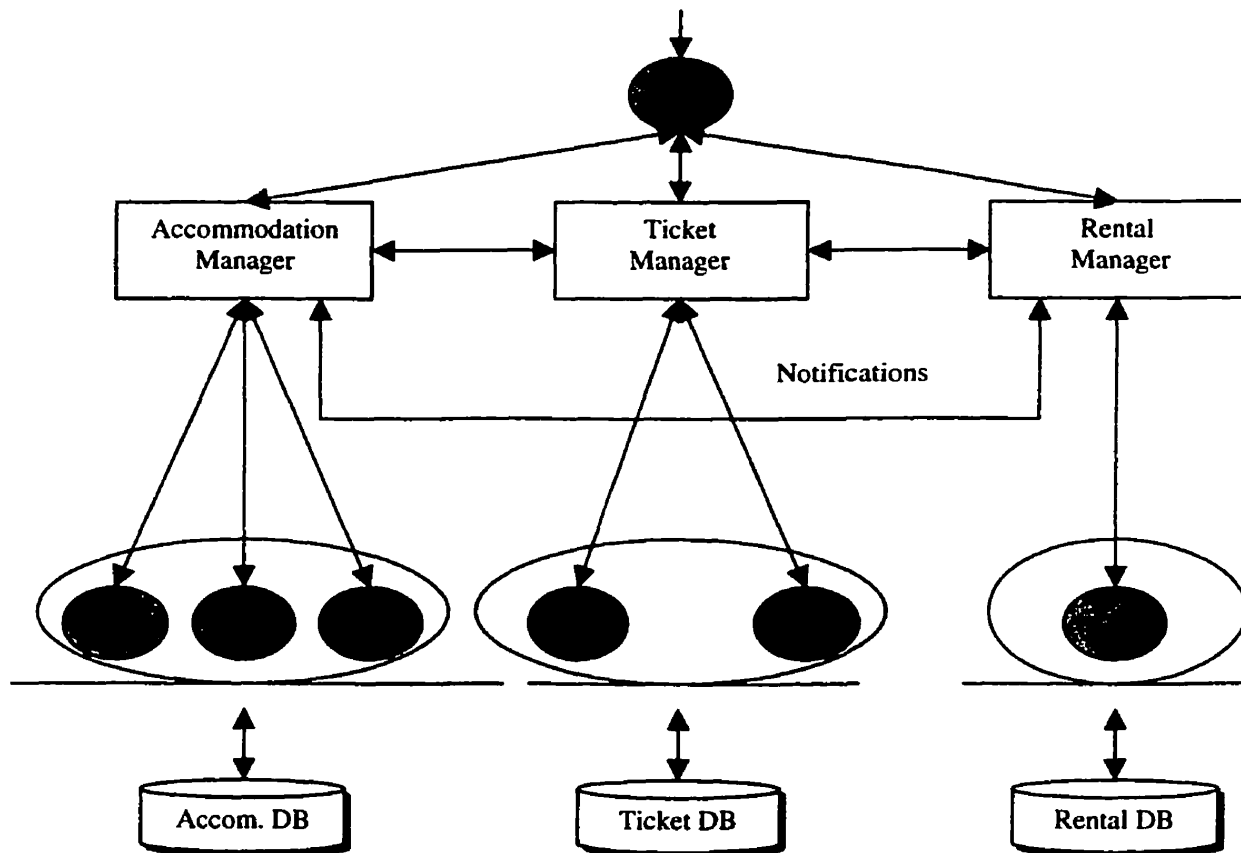 Accommodation
Manager
Ticket
Manager
Rental
Manager
Notifications
Accom. DB
Ticket DB
Rental DB